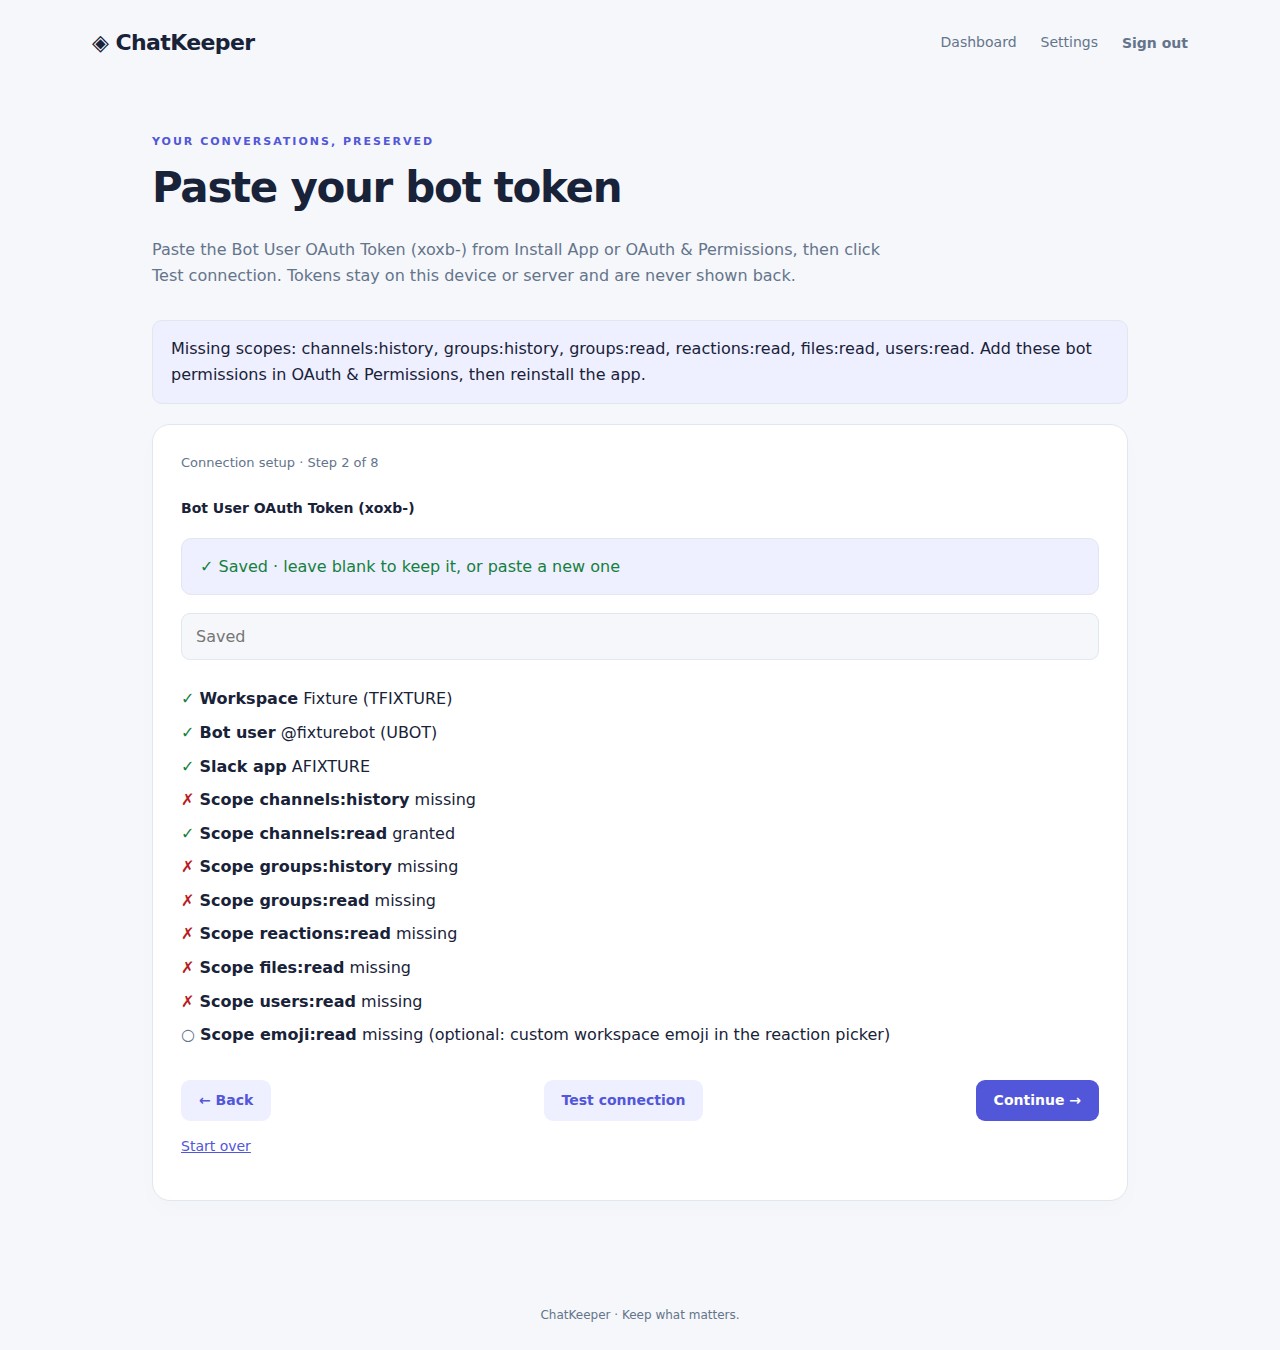 ◈ ChatKeeper
Dashboard Settings Sign out
YOUR CONVERSATIONS, PRESERVED
Paste your bot token
Paste the Bot User OAuth Token (xoxb-) from Install App or OAuth & Permissions, then click
Test connection. Tokens stay on this device or server and are never shown back.
Missing scopes: channels:history, groups:history, groups:read, reactions:read, files:read, users:read. Add these bot
permissions in OAuth & Permissions, then reinstall the app.
Connection setup · Step 2 of 8
Bot User OAuth Token (xoxb-)
✓ Saved · leave blank to keep it, or paste a new one
Saved
✓ Workspace Fixture (TFIXTURE)
✓ Bot user @fixturebot (UBOT)
✓ Slack app AFIXTURE
✗ Scope channels:history missing
✓ Scope channels:read granted
✗ Scope groups:history missing
✗ Scope groups:read missing
✗ Scope reactions:read missing
✗ Scope files:read missing
✗ Scope users:read missing
○ Scope emoji:read missing (optional: custom workspace emoji in the reaction picker)
← Back Test connection Continue →
Start over
ChatKeeper · Keep what matters.